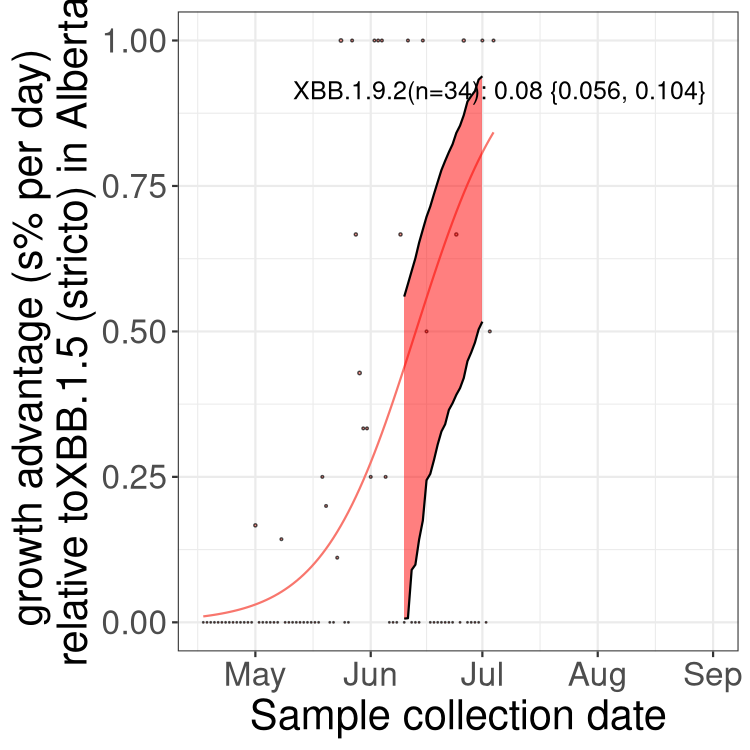 growth advantage (s% per day)
relative toXBB.1.5 (stricto) in Alberta
1.00
0.75
0.50
0.25
0.00
XBB.1.9.2(n=34): 0.08 {0.056, 0.104}
May Jun Jul Aug Sep
Sample collection date